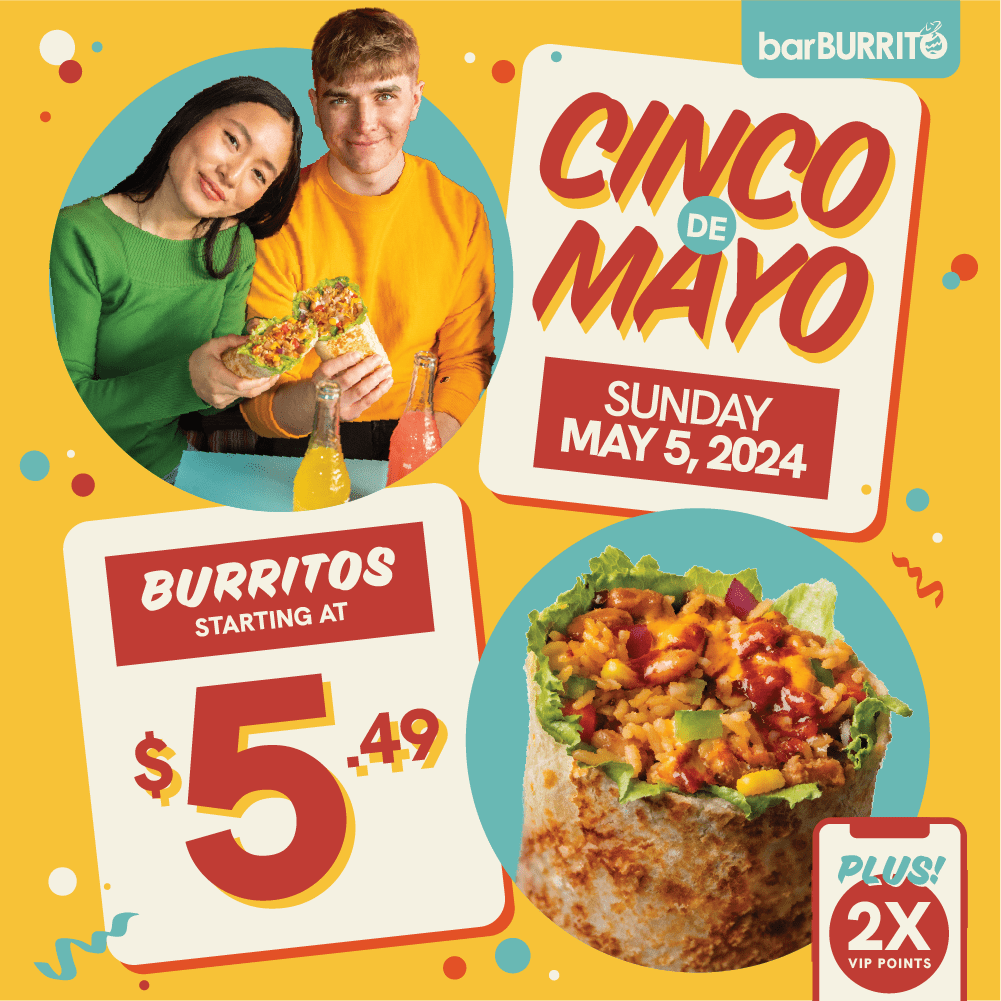 barBURRITO
CINCO
DE
MAYO
SUNDAY
MAY 5, 2024
BURRITOS
STARTING AT
$5.49
PLUS!
2X
VIP POINTS